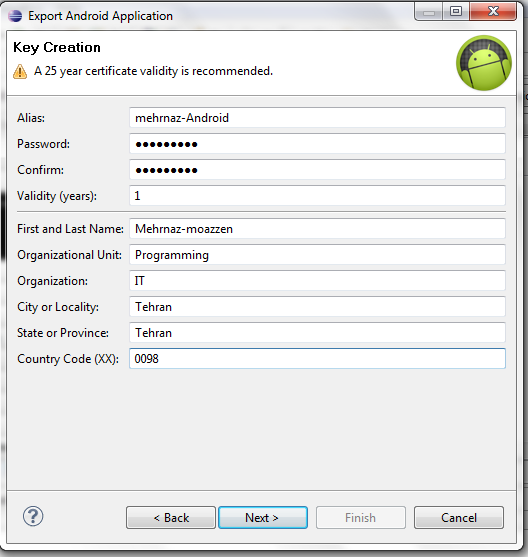 Export Android Application
Key Creation
A 25 year certificate validity is recommended.
Alias: mehrnaz-Android
Password: ●●●●●●●●●
Confirm: ●●●●●●●●●
Validity (years): 1
First and Last Name: Mehrnaz-moazzen
Organizational Unit: Programming
Organization: IT
City or Locality: Tehran
State or Province: Tehran
Country Code (XX): 0098
? < Back Next > Finish Cancel